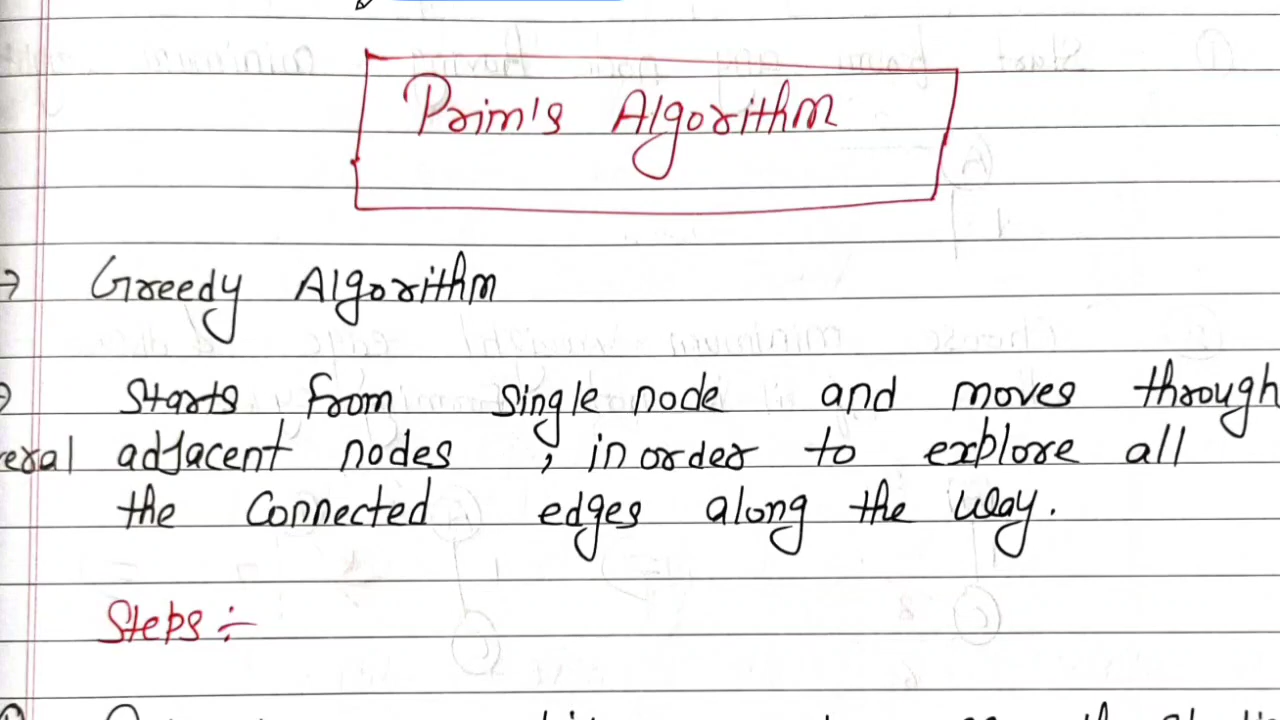 Prim's Algorithm
→ Greedy Algorithm
Starts from single node and moves through
eral adjacent nodes , in order to explore all
the Connected edges along the way.
Steps :-